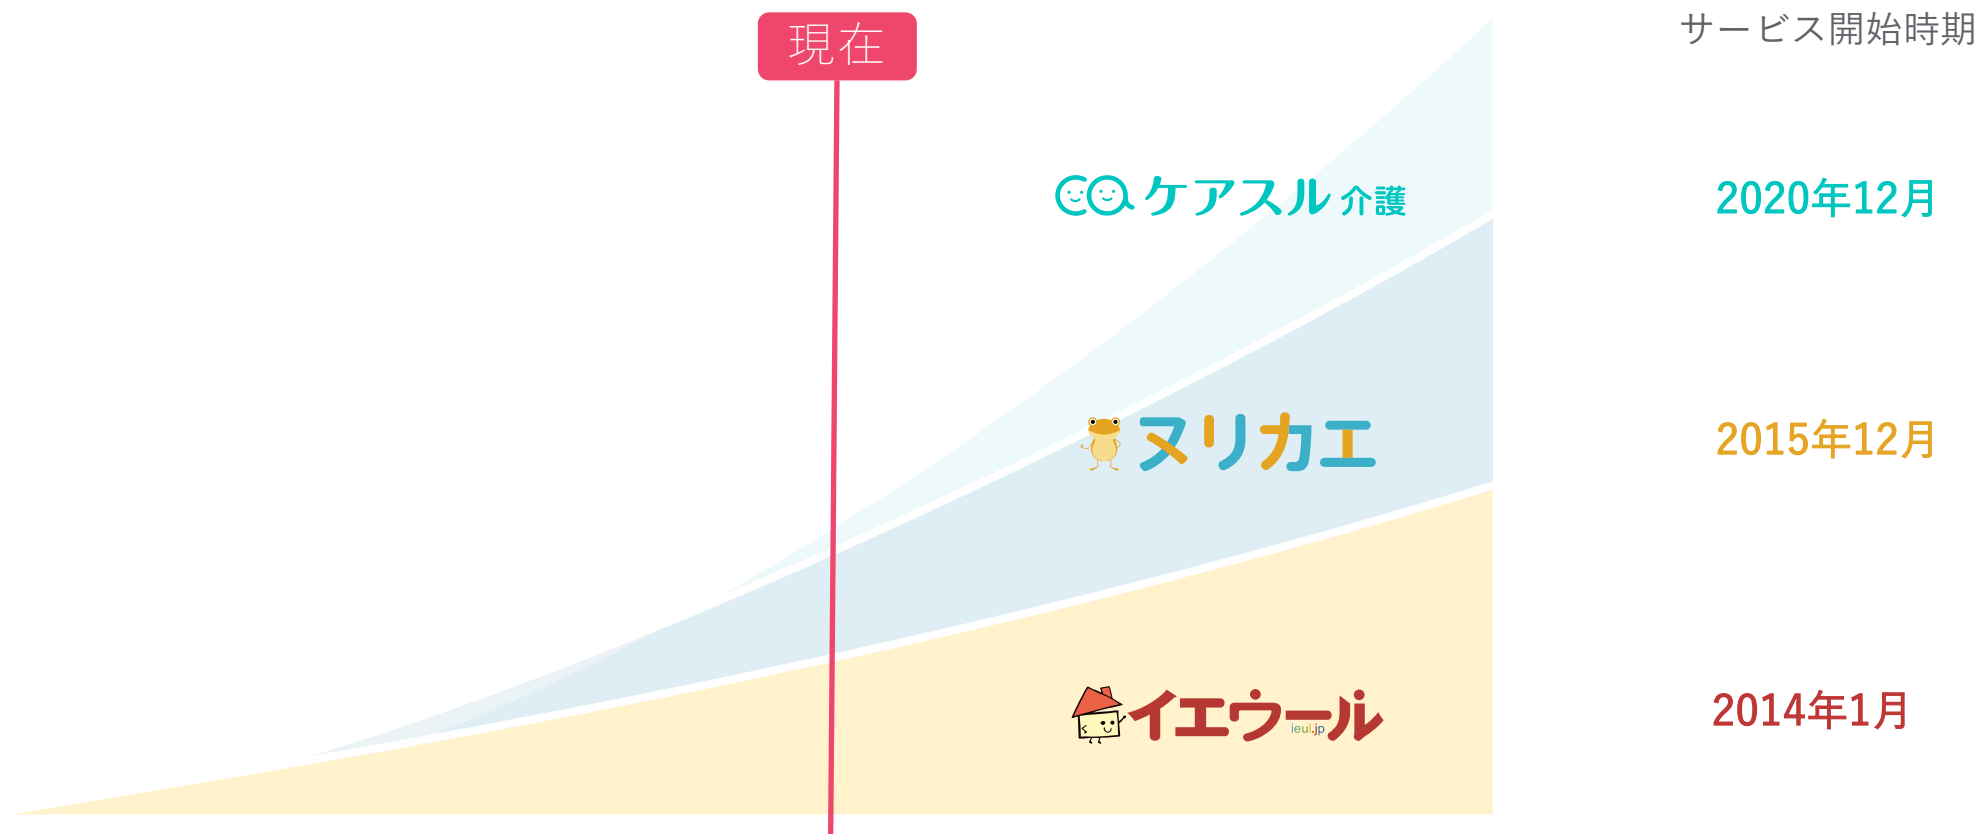 現在
サービス開始時期
ケアスル 介護
2020年12月
ヌリカエ
2015年12月
イエウール
ieul.jp
2014年1月